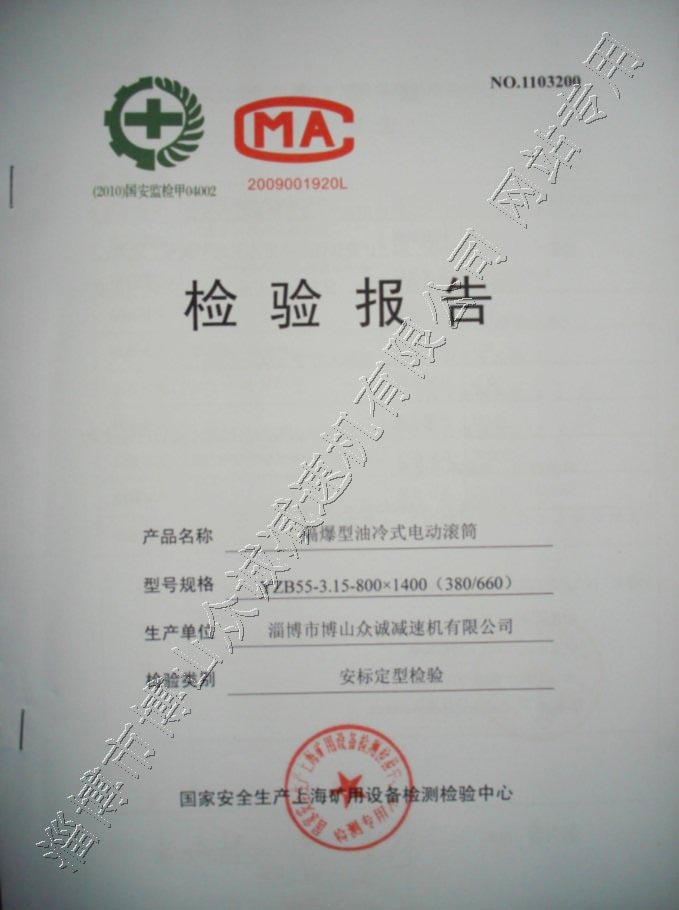 NO.1103200
MA
(2010)国安监检甲04002
2009001920L
检验报告
产品名称 隔爆型油冷式电动滚筒
型号规格 YZB55-3.15-800×1400（380/660）
生产单位 淄博市博山众诚减速机有限公司
检验类别 安标定型检验
国家安全生产上海矿用设备检测检验中心
检测专用
淄博市博山众诚减速机有限公司 网站专用